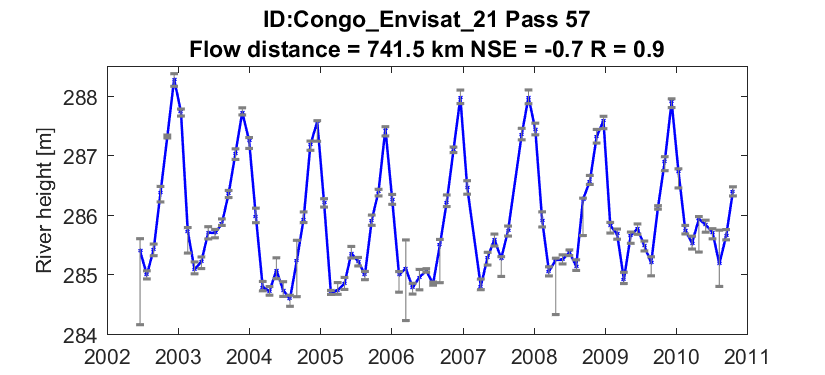 ID:Congo_Envisat_21 Pass 57
Flow distance = 741.5 km NSE = -0.7 R = 0.9
River height [m]
288
287
286
285
284
2002 2003 2004 2005 2006 2007 2008 2009 2010 2011